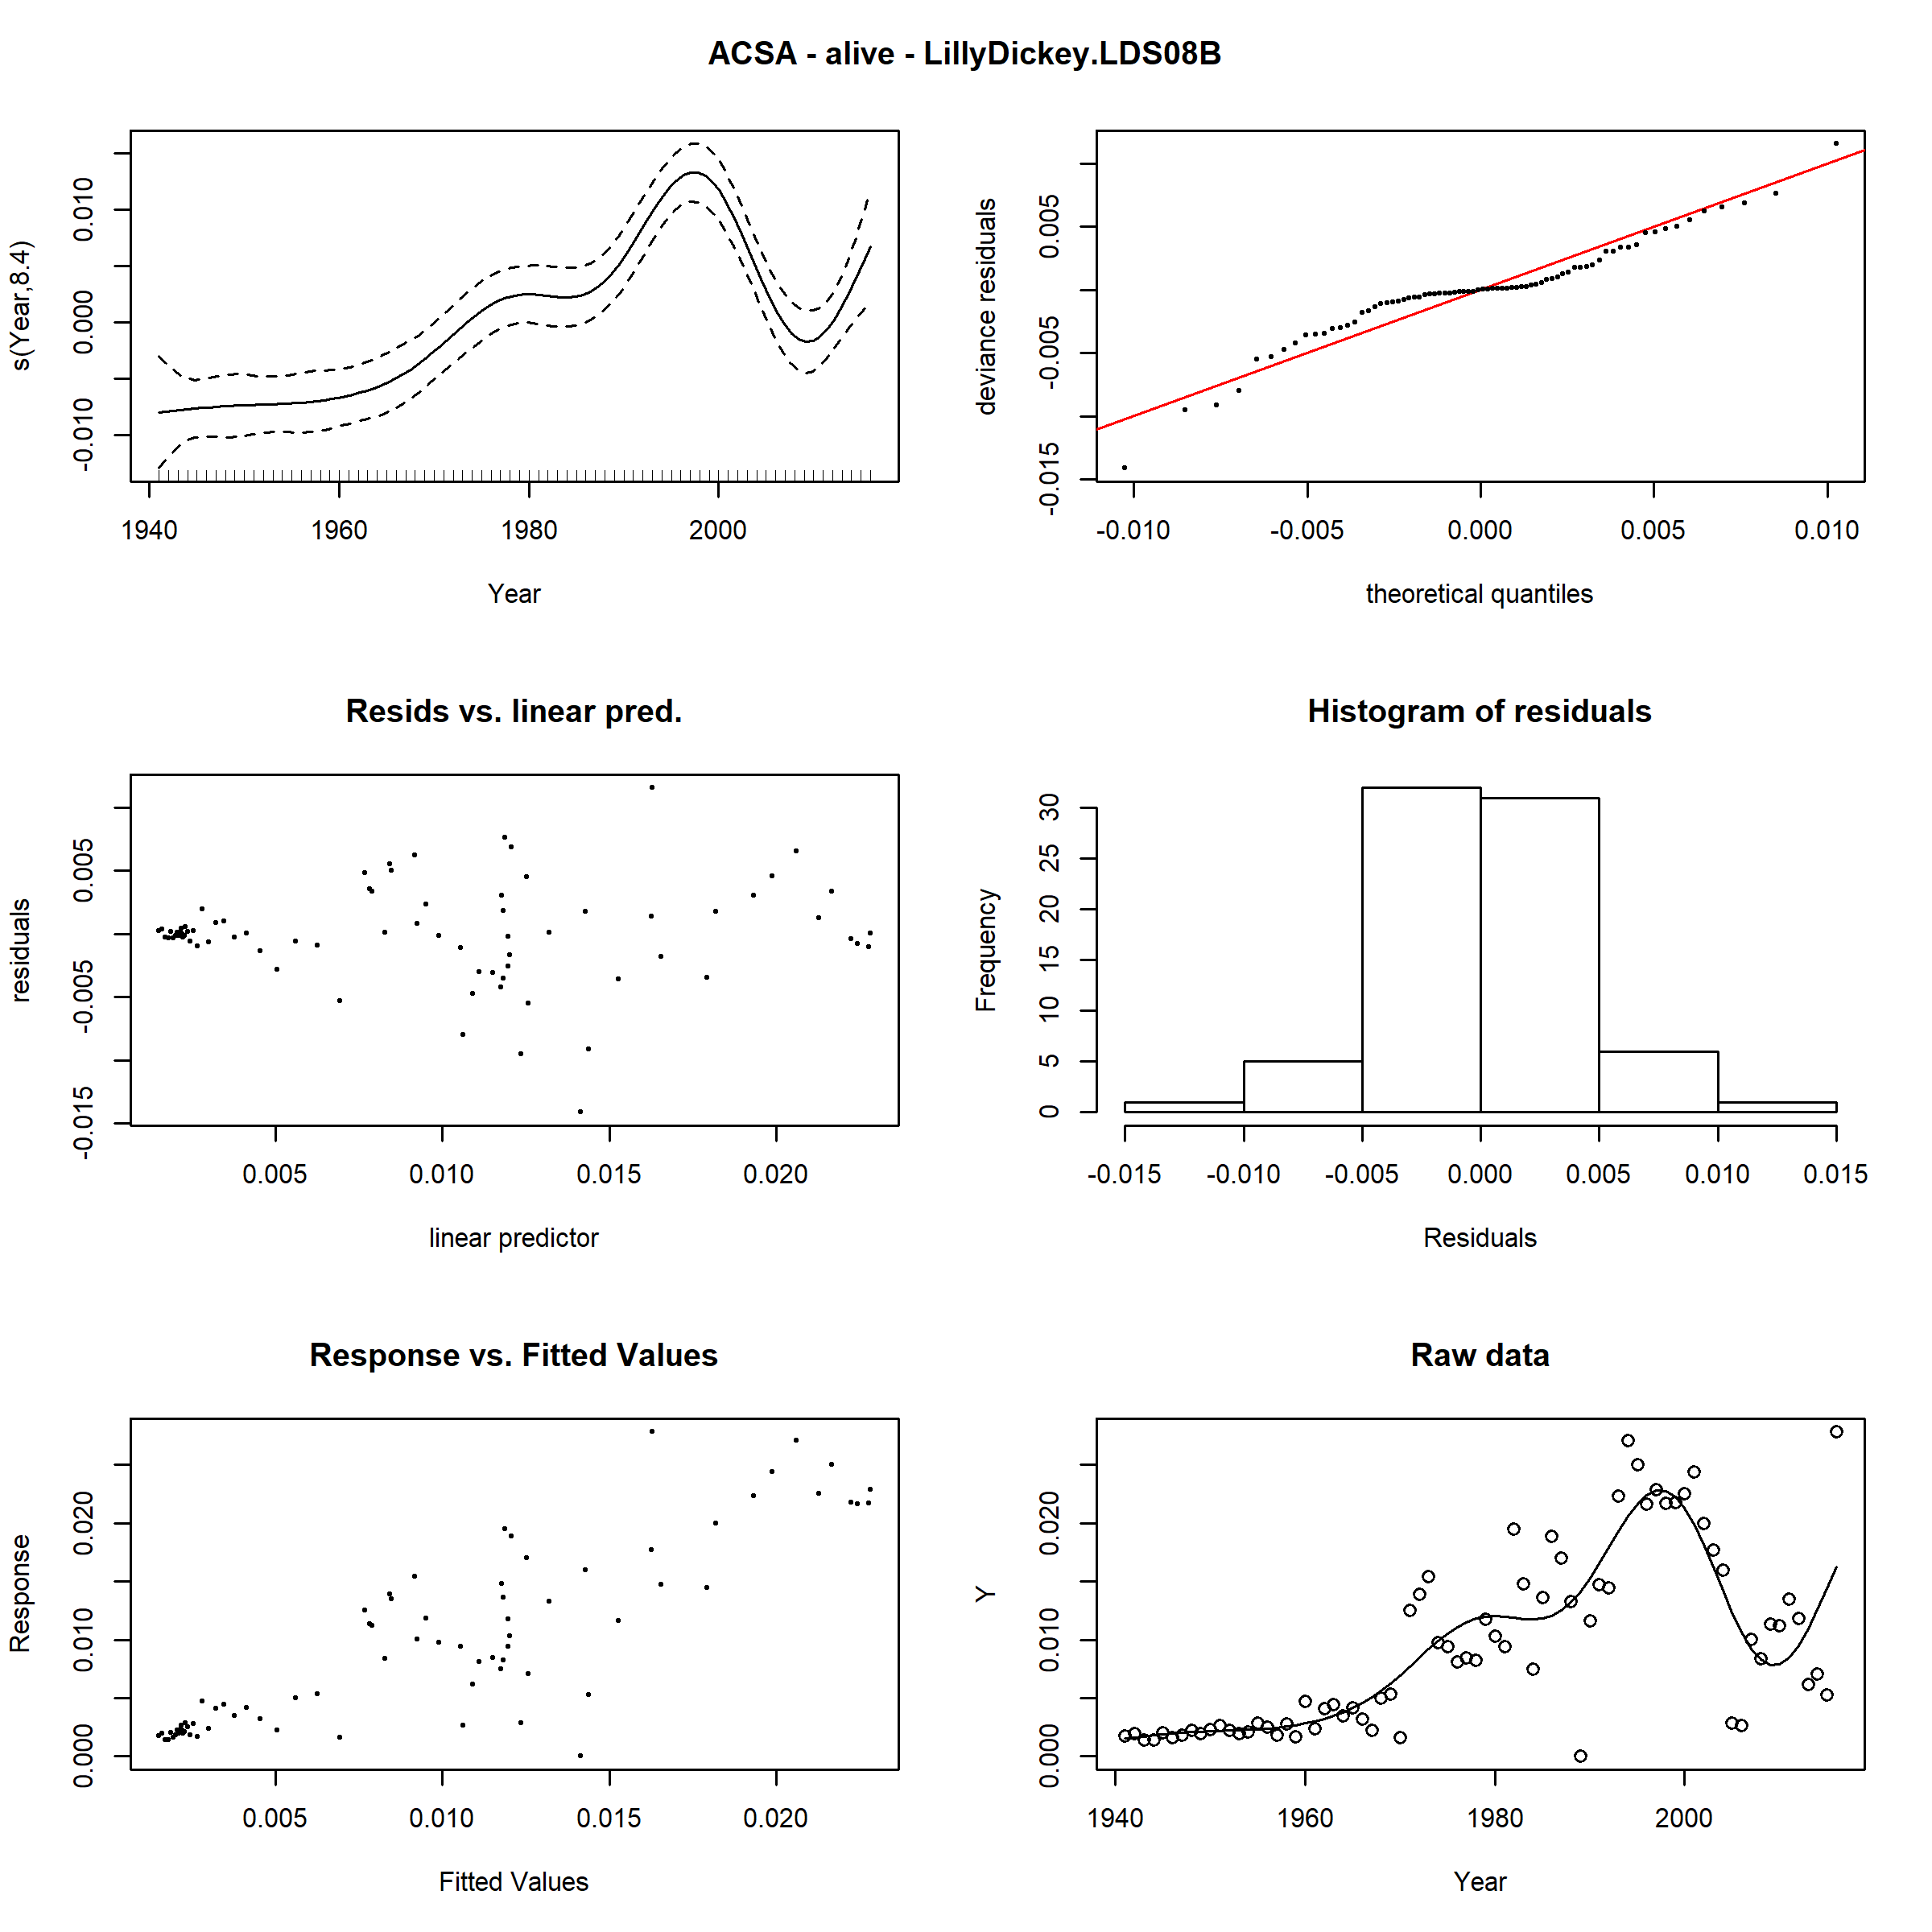 ACSA - alive - LillyDickey.LDS08B
s(Year,8.4)
-0.010 0.000 0.010
1940 1960 1980 2000
Year
deviance residuals
-0.015 -0.005 0.005
-0.010 -0.005 0.000 0.005 0.010
theoretical quantiles
Resids vs. linear pred.
residuals
-0.015 -0.005 0.005
0.005 0.010 0.015 0.020
linear predictor
Histogram of residuals
Frequency
0 5 10 15 20 25 30
-0.015 -0.010 -0.005 0.000 0.005 0.010 0.015
Residuals
Response vs. Fitted Values
Response
0.000 0.010 0.020
0.005 0.010 0.015 0.020
Fitted Values
Raw data
Y
0.000 0.010 0.020
1940 1960 1980 2000
Year